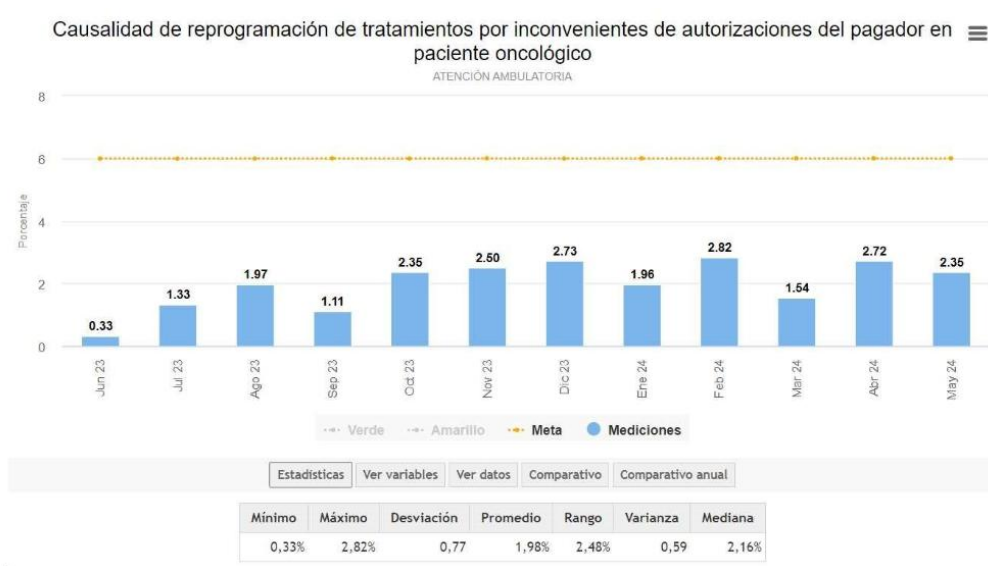 Causalidad de reprogramación de tratamientos por inconvenientes de autorizaciones del pagador en
paciente oncológico
ATENCIÓN AMBULATORIA
Porcentaje
8
6
4
2
0
0.33
1.33
1.97
1.11
2.35
2.50
2.73
1.96
2.82
1.54
2.72
2.35
Jun 23
Jul 23
Ago 23
Sep 23
Oct 23
Nov 23
Dic 23
Ene 24
Feb 24
Mar 24
Abr 24
May 24
Verde Amarillo Meta Mediciones
Estadísticas Ver variables Ver datos Comparativo Comparativo anual
Mínimo Máximo Desviación Promedio Rango Varianza Mediana
0,33% 2,82% 0,77 1,98% 2,48% 0,59 2,16%